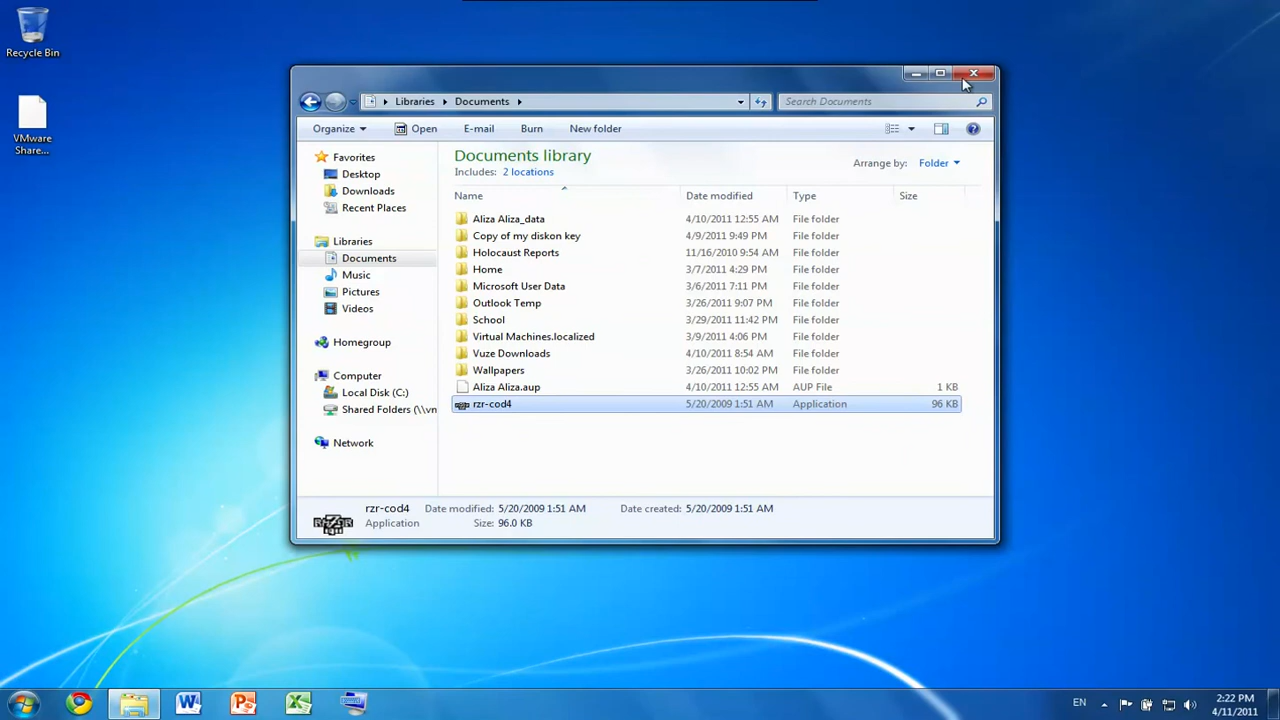 Recycle Bin
VMware
Share...
Libraries
Documents
Search Documents
Organize
Open
E-mail
Burn
New folder
Favorites
Desktop
Downloads
Recent Places
Libraries
Documents
Music
Pictures
Videos
Homegroup
Computer
Local Disk (C:)
Shared Folders (\\vn
Network
Documents library
Includes: 2 locations
Arrange by: Folder
Name Date modified Type Size
Aliza Aliza_data 4/10/2011 12:55 AM File folder
Copy of my diskon key 4/9/2011 9:49 PM File folder
Holocaust Reports 11/16/2010 9:54 AM File folder
Home 3/7/2011 4:29 PM File folder
Microsoft User Data 3/6/2011 7:11 PM File folder
Outlook Temp 3/26/2011 9:07 PM File folder
School 3/29/2011 11:42 PM File folder
Virtual Machines.localized 3/9/2011 4:06 PM File folder
Vuze Downloads 4/10/2011 8:54 AM File folder
Wallpapers 3/26/2011 10:02 PM File folder
Aliza Aliza.aup 4/10/2011 12:55 AM AUP File 1 KB
rzr-cod4 5/20/2009 1:51 AM Application 96 KB
rzr-cod4 Date modified: 5/20/2009 1:51 AM Date created: 5/20/2009 1:51 AM
Application Size: 96.0 KB
EN
2:22 PM
4/11/2011